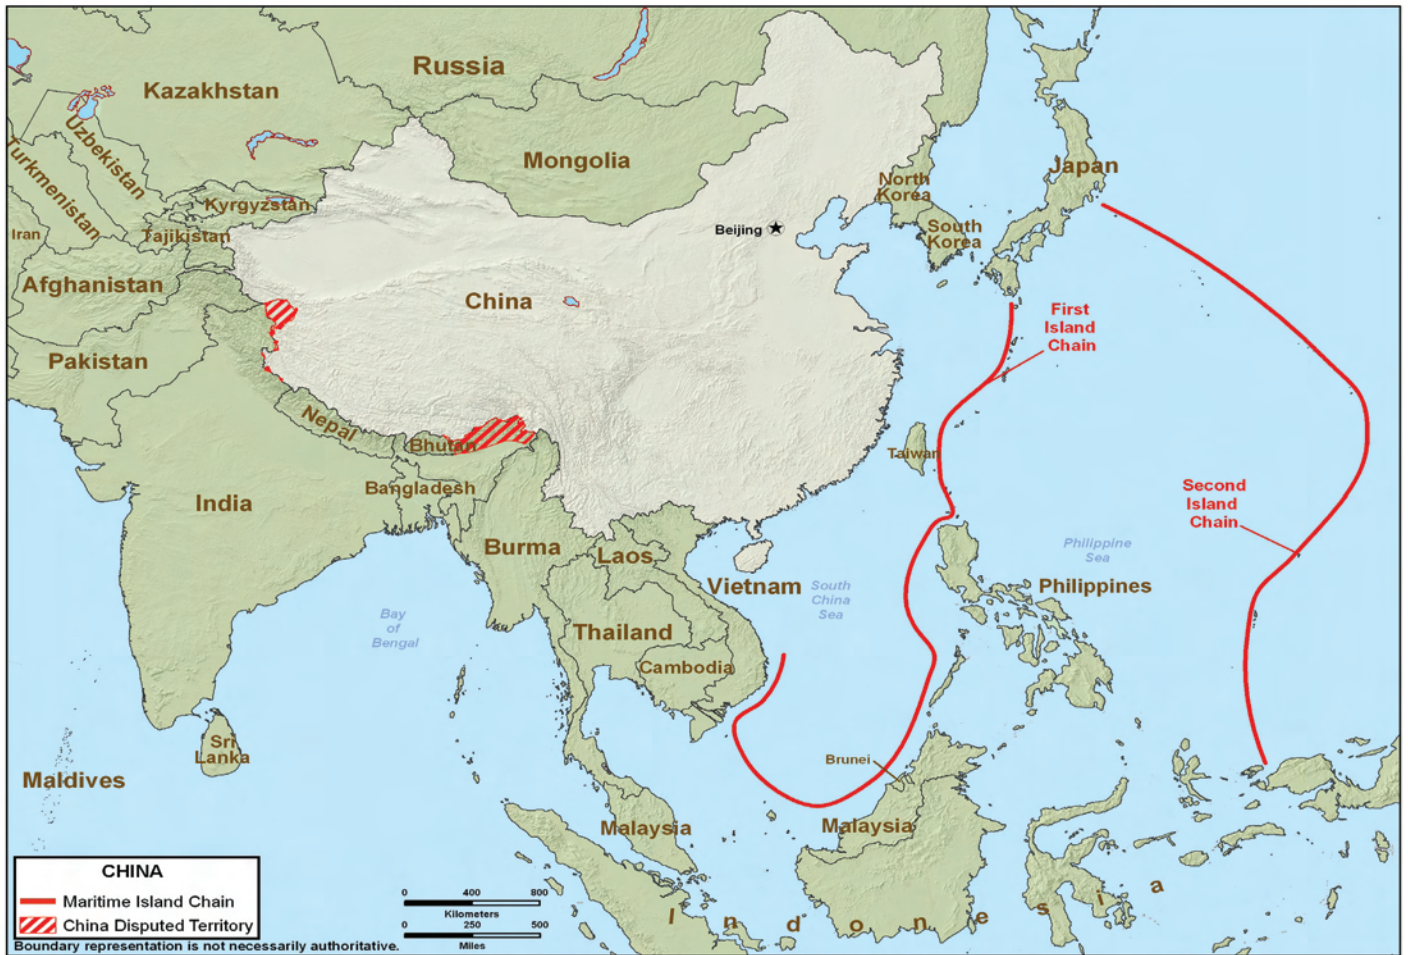 Russia
Kazakhstan
Uzbekistan
Turkmenistan
Mongolia
Kyrgyzstan
Tajikistan
Iran
Afghanistan
Pakistan
Beijing
North
Korea
South
Korea
Japan
China
First
Island
Chain
Nepal
Bhutan
Taiwan
India
Bangladesh
Second
Island
Chain
Burma
Laos
Vietnam
South
China
Sea
Philippine
Sea
Philippines
Bay
of
Bengal
Thailand
Cambodia
Sri
Lanka
Maldives
Brunei
Malaysia
Malaysia
Indonesia
CHINA
Maritime Island Chain
China Disputed Territory
Boundary representation is not necessarily authoritative.
0 400 800
Kilometers
0 250 500
Miles